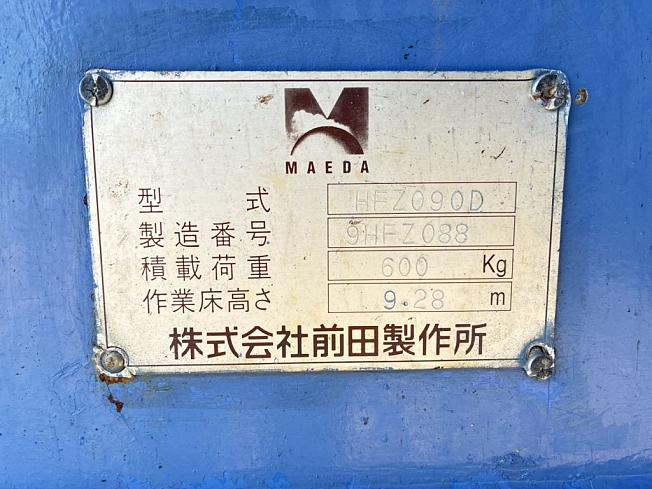 MAEDA
型式 HFZ090D
製造番号 9HFZ088
積載荷重 600 Kg
作業床高さ 9.28 m
株式会社前田製作所